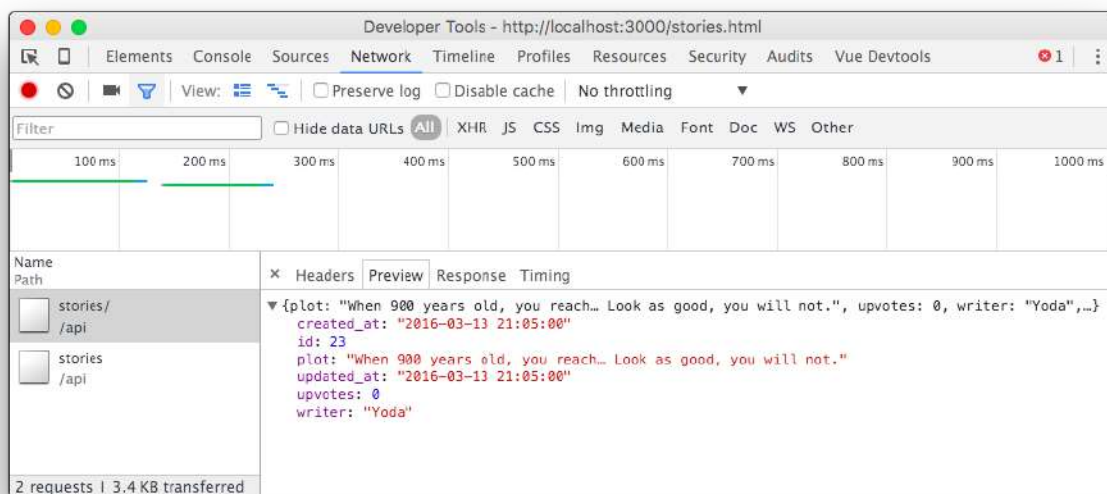 Developer Tools - http://localhost:3000/stories.html
Elements Console Sources Network Timeline Profiles Resources Security Audits Vue Devtools 1
View: Preserve log Disable cache No throttling
Filter Hide data URLs All XHR JS CSS Img Media Font Doc WS Other
100 ms 200 ms 300 ms 400 ms 500 ms 600 ms 700 ms 800 ms 900 ms 1000 ms
Name
Path
× Headers Preview Response Timing
stories/
/api
stories
/api
▼{plot: "When 900 years old, you reach… Look as good, you will not.", upvotes: 0, writer: "Yoda",…}
created_at: "2016-03-13 21:05:00"
id: 23
plot: "When 900 years old, you reach… Look as good, you will not."
updated_at: "2016-03-13 21:05:00"
upvotes: 0
writer: "Yoda"
2 requests | 3.4 KB transferred